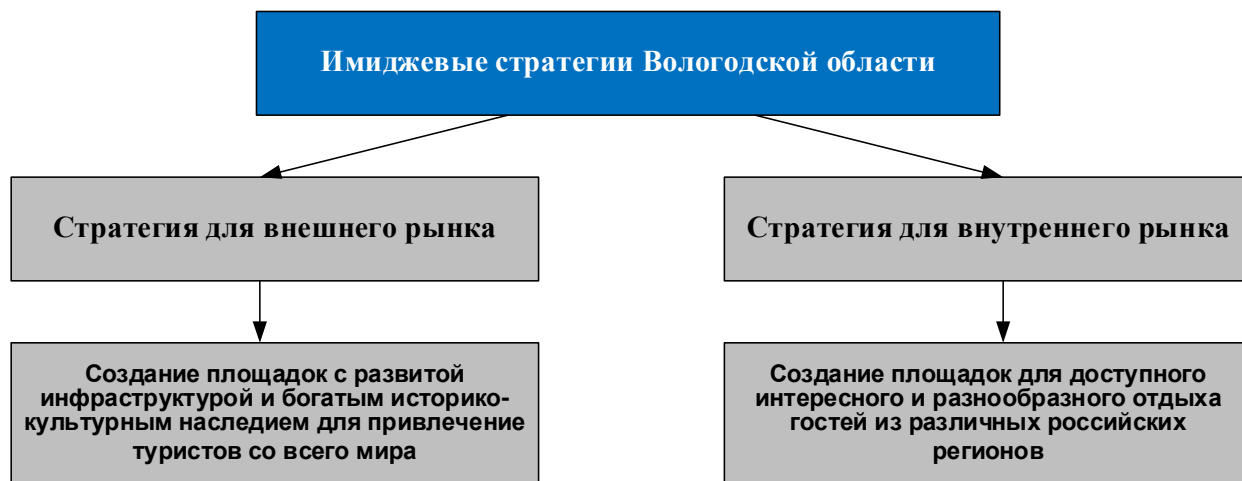 Имиджевые стратегии Вологодской области
Стратегия для внешнего рынка
Стратегия для внутреннего рынка
Создание площадок с развитой
инфраструктурой и богатым историко-
культурным наследием для привлечение
туристов со всего мира
Создание площадок для доступного
интересного и разнообразного отдыха
гостей из различных российских
регионов